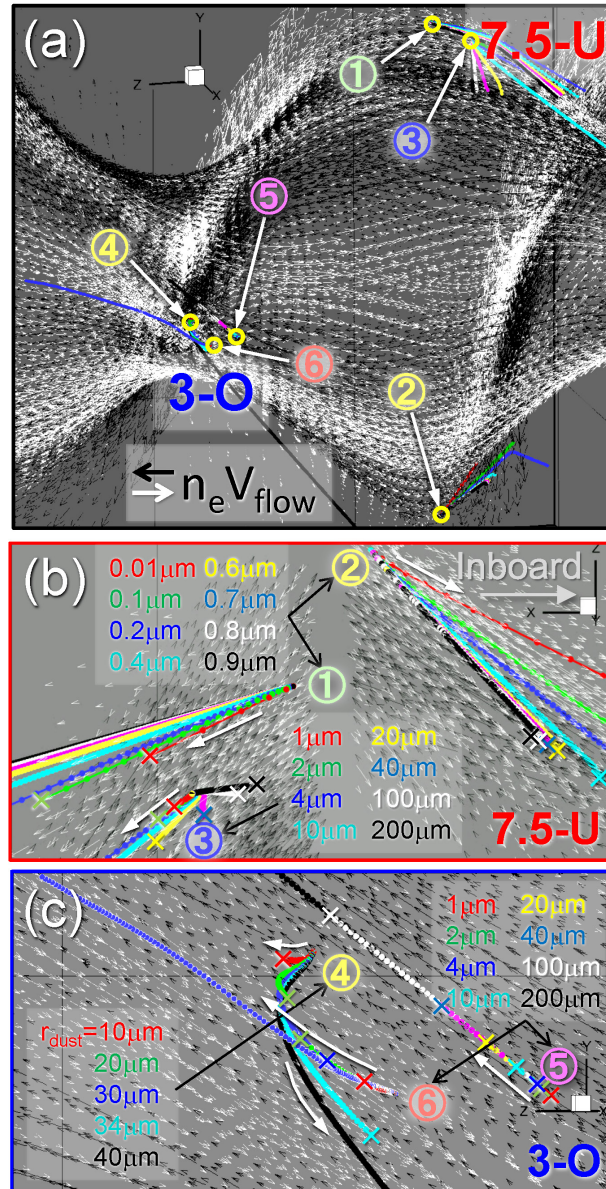 (a)
Y
Z
X
7.5-U
①
③
⑤
④
⑥
3-O
②
nₑV_flow
(b)
0.01μm 0.6μm
0.1μm 0.7μm
0.2μm 0.8μm
0.4μm 0.9μm
②
Inboard
Z
X
Y
①
1μm 20μm
2μm 40μm
4μm 100μm
10μm 200μm
③
7.5-U
(c)
1μm 20μm
2μm 40μm
4μm 100μm
10μm 200μm
④
r_dust=10μm
20μm
30μm
34μm
40μm
⑤
⑥
Y
Z
X
3-O